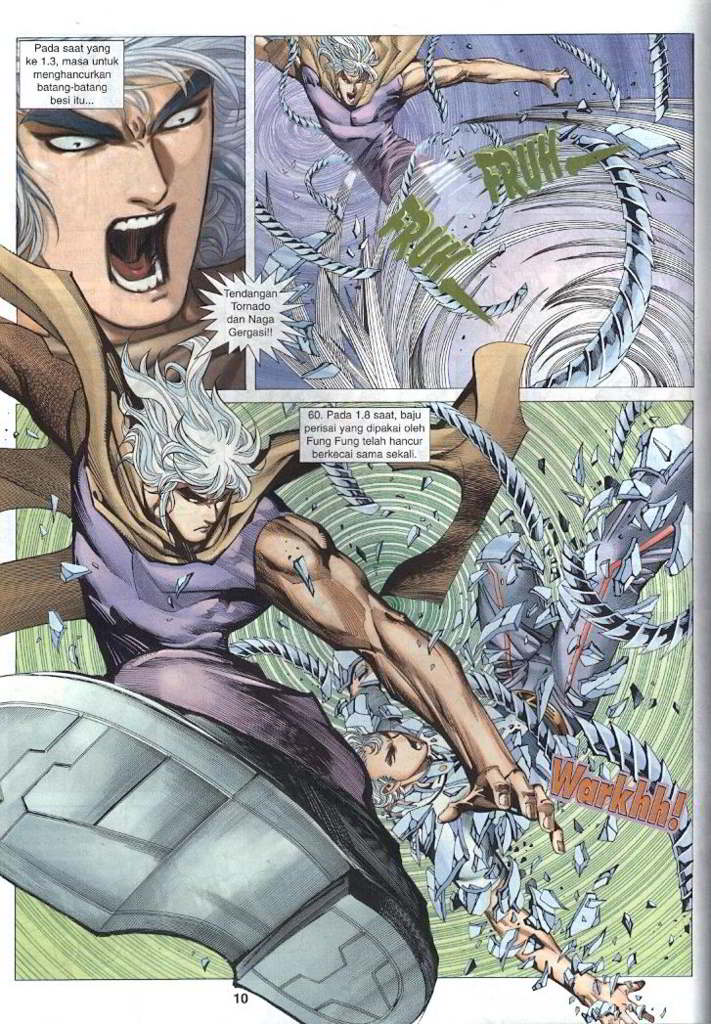 Pada saat yang
ke 1.3, masa untuk
menghancurkan
batang-batang
besi itu...
FRUH
FRUH
Tendangan
Tornado
dan Naga
Gergasi!!
60. Pada 1.8 saat, baju
perisai yang dipakai oleh
Fung Fung telah hancur
berkecai sama sekali.
Warkhh!
10